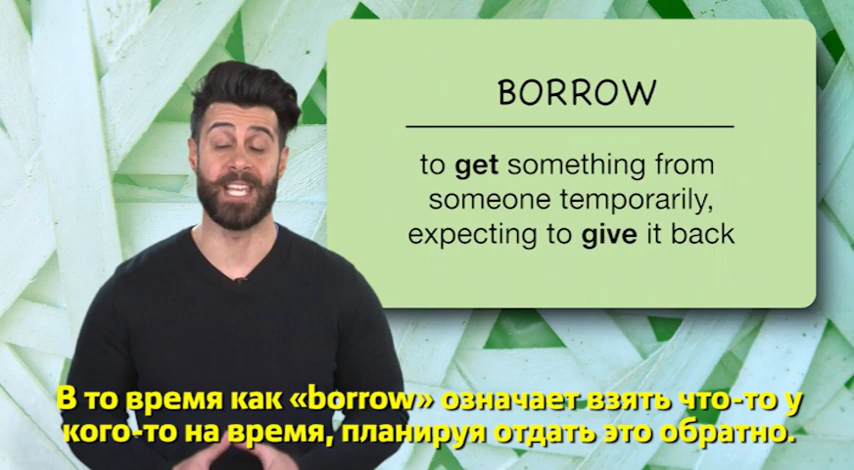 BORROW
to get something from
someone temporarily,
expecting to give it back
В то время как «borrow» означает взять что-то у
кого-то на время, планируя отдать это обратно.